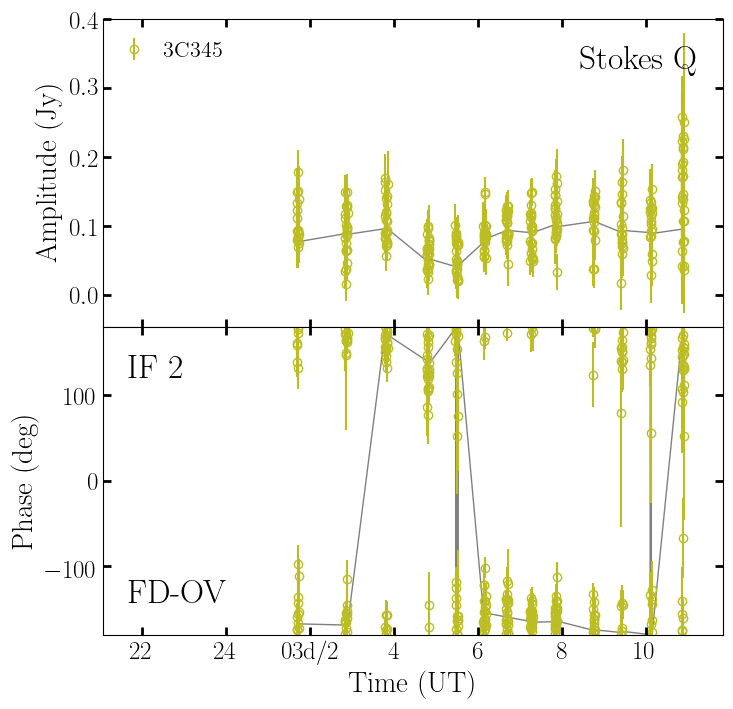 0.4
3C345
Stokes Q
0.3
0.2
0.1
0.0
Amplitude (Jy)
IF 2
100
0
−100
Phase (deg)
FD-OV
22 24 03d/2 4 6 8 10
Time (UT)